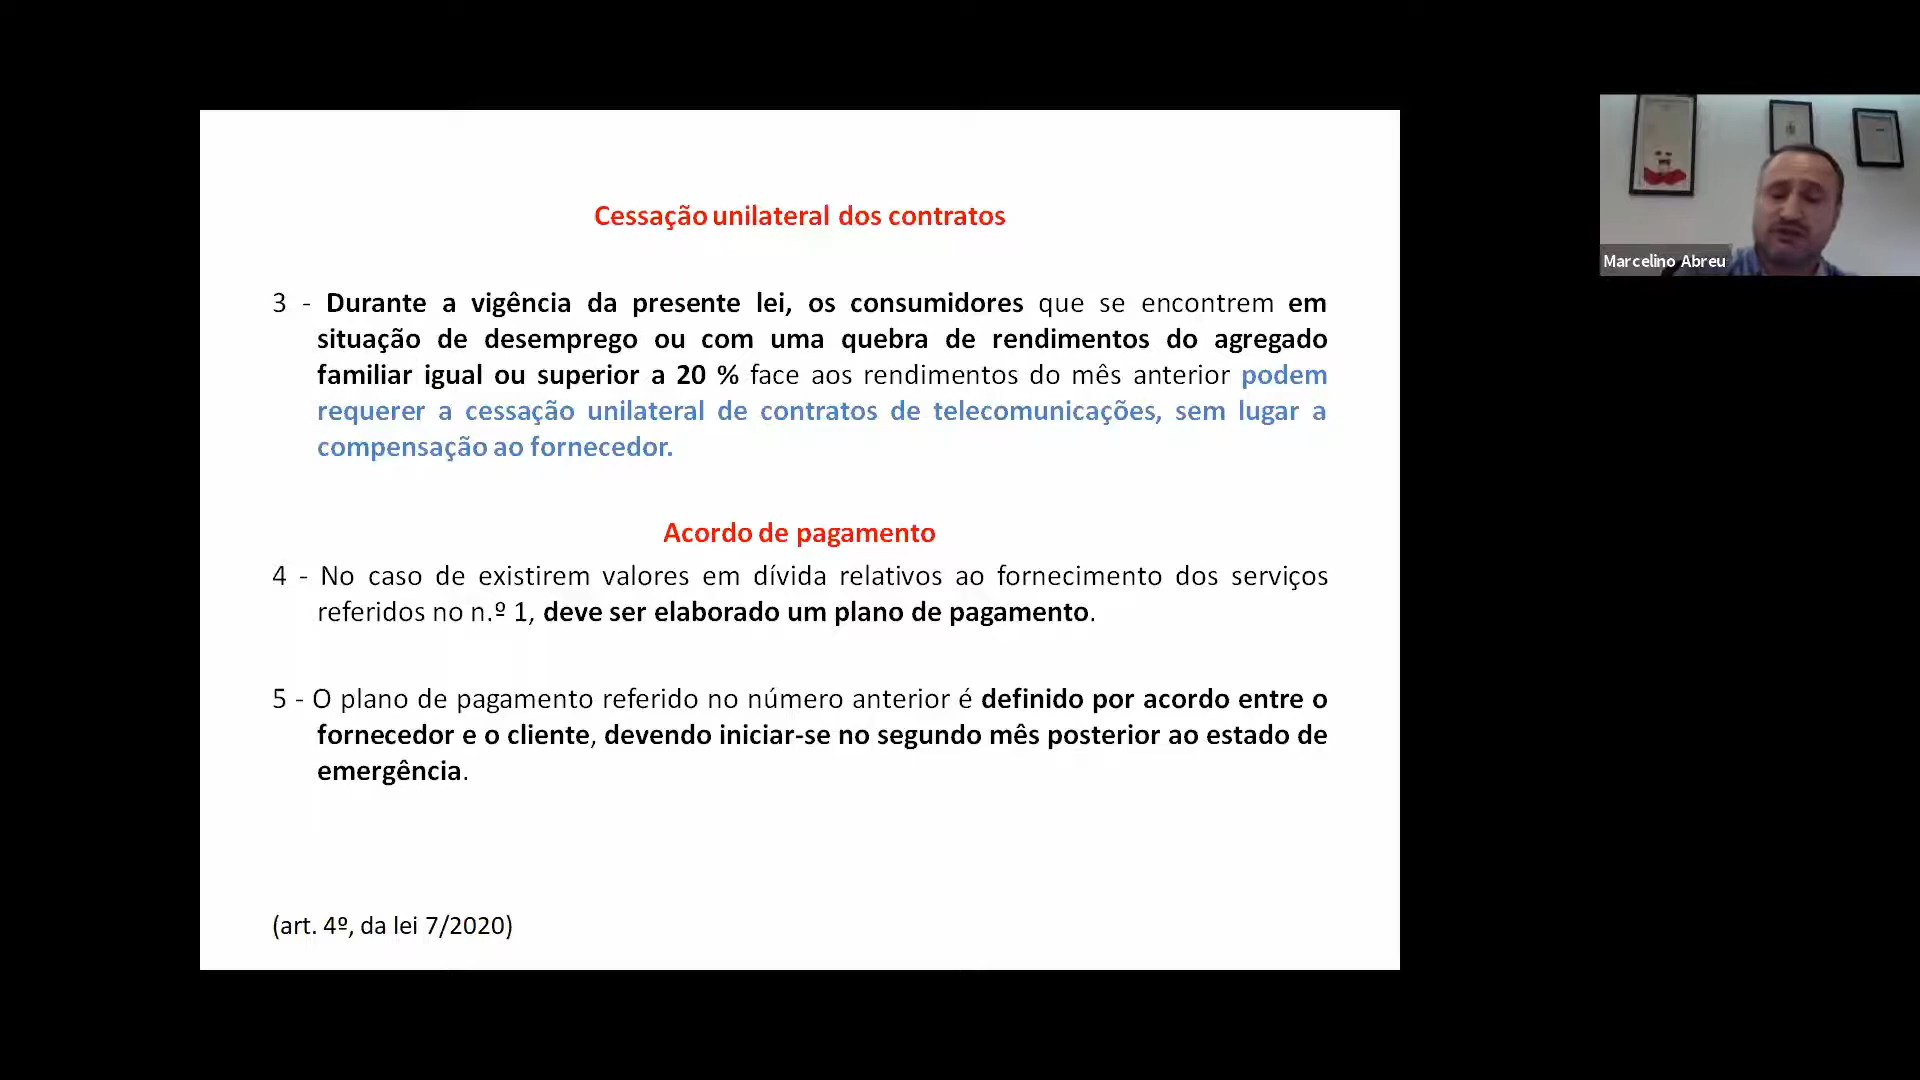 Cessação unilateral dos contratos
3 - Durante a vigência da presente lei, os consumidores que se encontrem em
situação de desemprego ou com uma quebra de rendimentos do agregado
familiar igual ou superior a 20 % face aos rendimentos do mês anterior podem
requerer a cessação unilateral de contratos de telecomunicações, sem lugar a
compensação ao fornecedor.
Acordo de pagamento
4 - No caso de existirem valores em dívida relativos ao fornecimento dos serviços
referidos no n.º 1, deve ser elaborado um plano de pagamento.
5 - O plano de pagamento referido no número anterior é definido por acordo entre o
fornecedor e o cliente, devendo iniciar-se no segundo mês posterior ao estado de
emergência.
(art. 4º, da lei 7/2020)
Marcelino Abreu